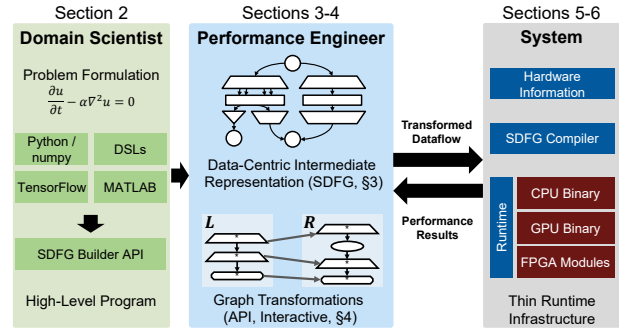 Section 2
Domain Scientist
Problem Formulation
∂u/∂t − α∇²u = 0
Python /
numpy
DSLs
TensorFlow
MATLAB
SDFG Builder API
High-Level Program
Sections 3-4
Performance Engineer
Data-Centric Intermediate
Representation (SDFG, §3)
L
R
*
*
*
*
*
*
Graph Transformations
(API, Interactive, §4)
Transformed
Dataflow
Performance
Results
Sections 5-6
System
Hardware
Information
SDFG Compiler
Runtime
CPU Binary
GPU Binary
FPGA Modules
Thin Runtime
Infrastructure